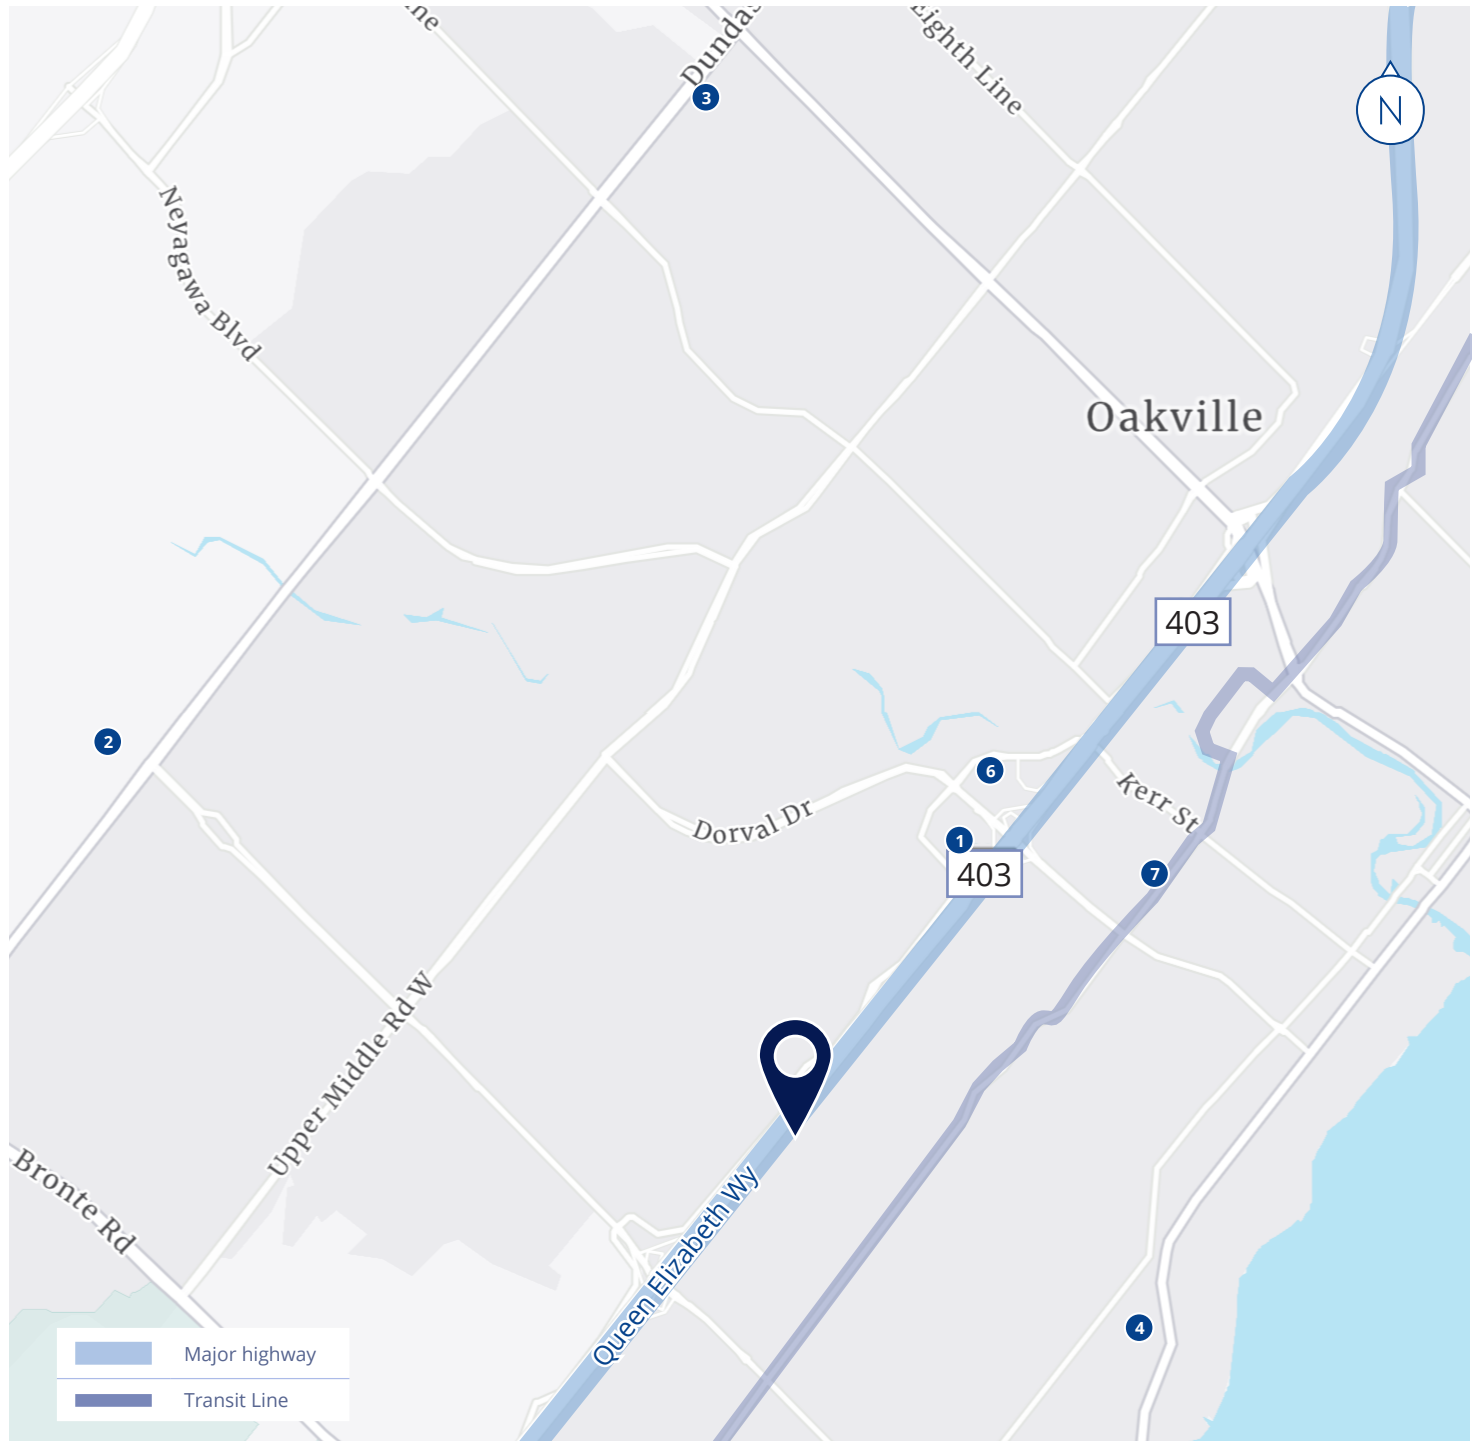 Dundas
Eighth Line
3
N
Neyagawa Blvd
Oakville
403
2
6
Kerr St
Dorval Dr
1
403
7
Upper Middle Rd W
Bronte Rd
Queen Elizabeth Wy
4
Major highway
Transit Line